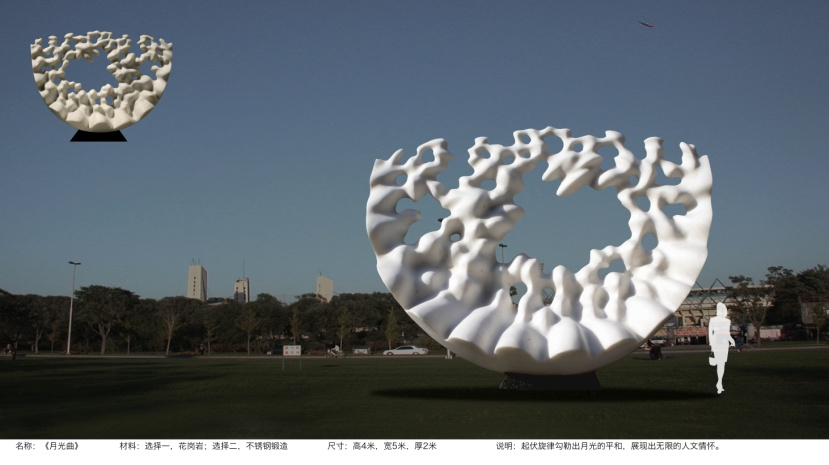 名称：《月光曲》 材料：选择一、花岗岩；选择二、不锈钢锻造 尺寸：高4米，宽5米，厚2米 说明：起伏旋律勾勒出月光的平和，展现出无限的人文情怀。